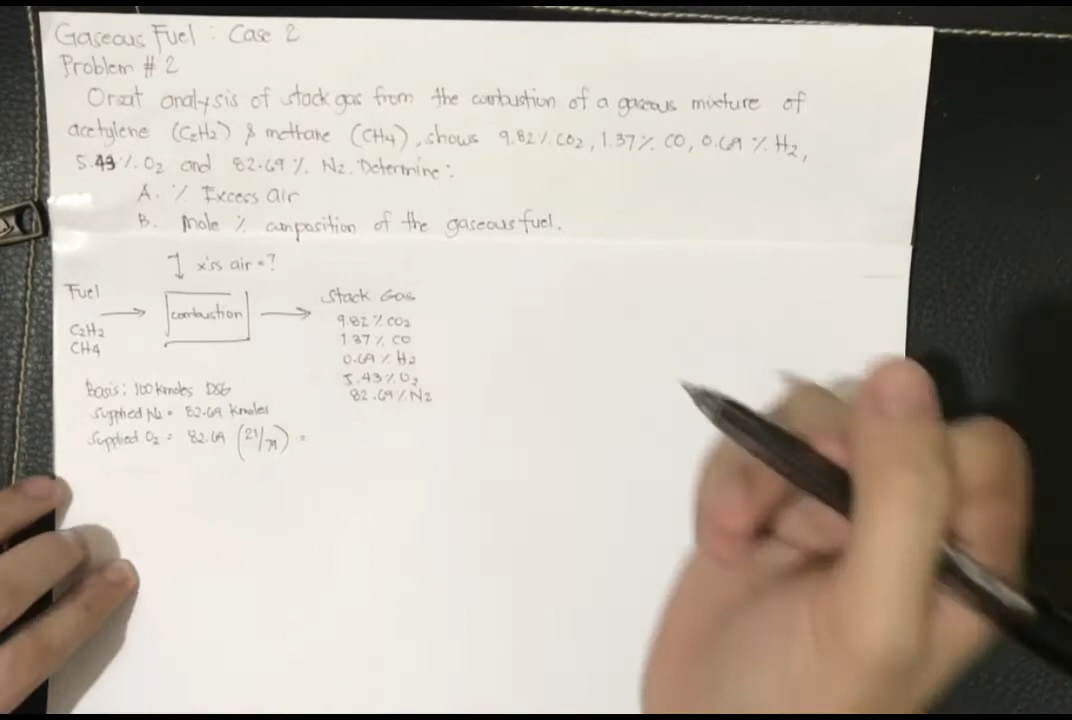 Gaseous Fuel : Case 2
Problem # 2
Orsat analysis of stack gas from the combustion of a gaseous mixture of
acetylene (C2H2) & methane (CH4), shows 9.82% CO2, 1.37% CO, 0.69 % H2,
5.43 % O2 and 82.69 % N2. Determine :
A. % Excess air
B. Mole % composition of the gaseous fuel.
x'ss air = ?
Fuel
C2H2
CH4
combustion
Stack Gas
9.82 % CO2
1.37 % CO
0.69 % H2
5.43 % O2
82.69 % N2
Basis : 100 kmoles DSG
Supplied N2 = 82.69 Kmoles
Supplied O2 = 82.69 (21/79) =